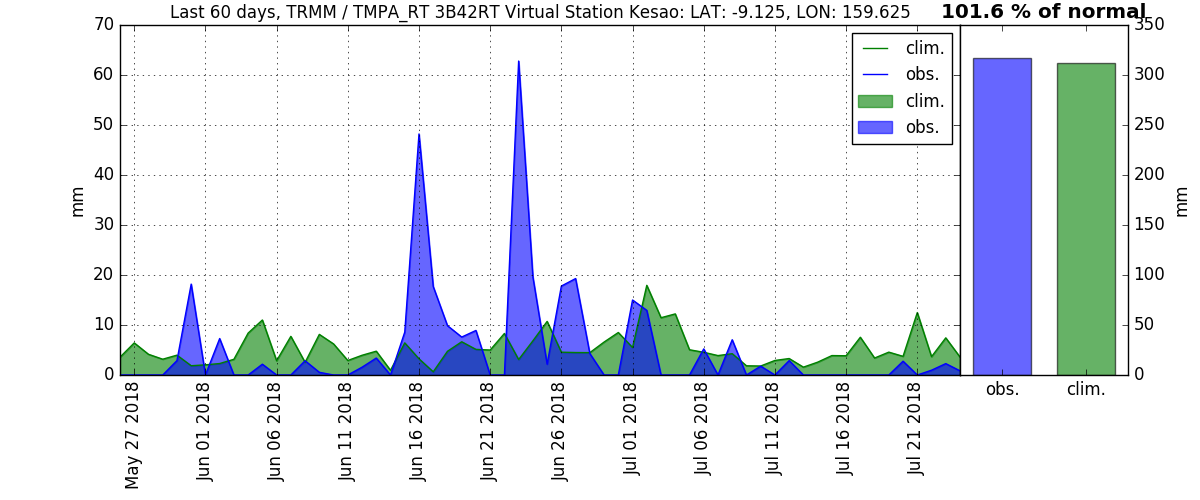 Last 60 days, TRMM / TMPA_RT 3B42RT Virtual Station Kesao: LAT: -9.125, LON: 159.625
101.6 % of normal
70
60
50
40
30
20
10
0
mm
clim.
obs.
clim.
obs.
350
300
250
200
150
100
50
0
mm
May 27 2018
Jun 01 2018
Jun 06 2018
Jun 11 2018
Jun 16 2018
Jun 21 2018
Jun 26 2018
Jul 01 2018
Jul 06 2018
Jul 11 2018
Jul 16 2018
Jul 21 2018
obs.
clim.